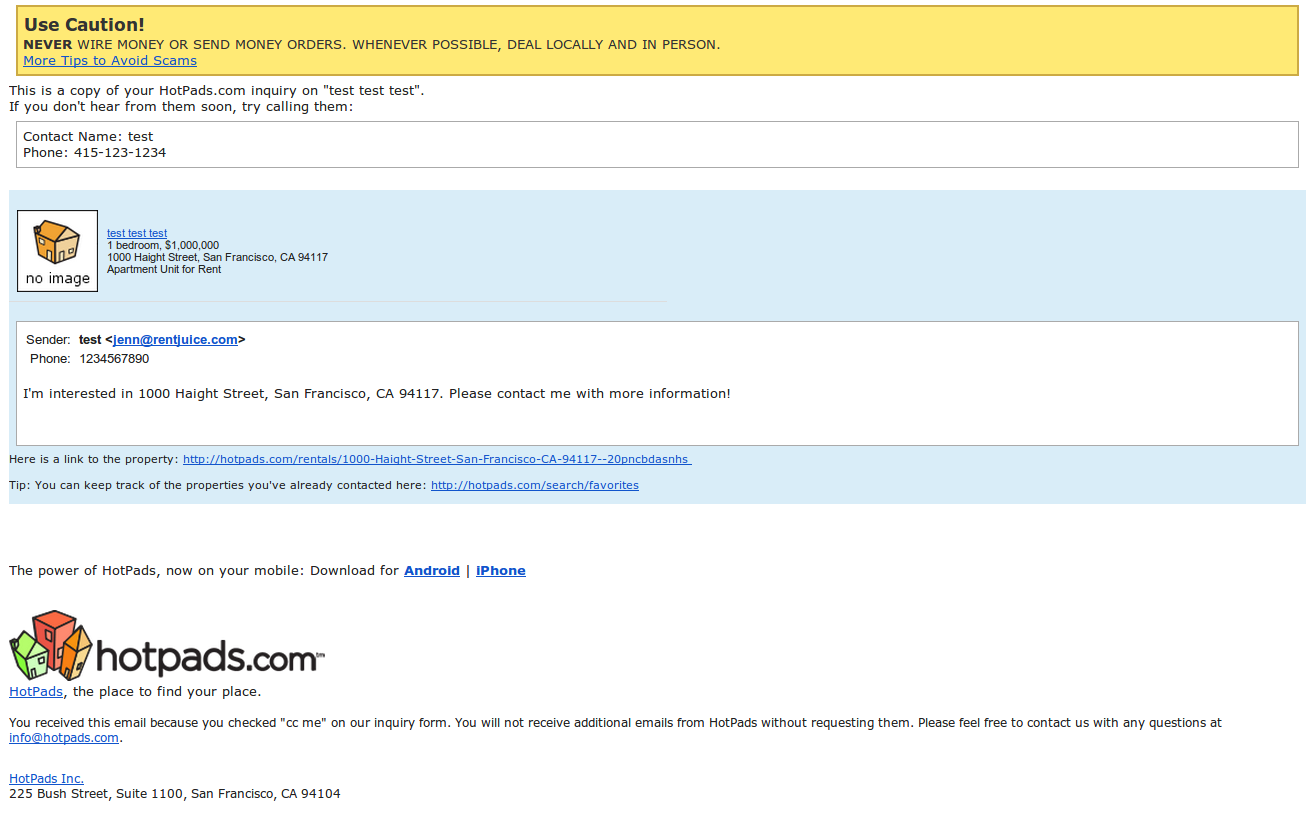 Use Caution!
NEVER WIRE MONEY OR SEND MONEY ORDERS. WHENEVER POSSIBLE, DEAL LOCALLY AND IN PERSON.
More Tips to Avoid Scams
This is a copy of your HotPads.com inquiry on "test test test".
If you don't hear from them soon, try calling them:
Contact Name: test
Phone: 415-123-1234
no image
test test test
1 bedroom, $1,000,000
1000 Haight Street, San Francisco, CA 94117
Apartment Unit for Rent
Sender: test <jenn@rentjuice.com>
Phone: 1234567890
I'm interested in 1000 Haight Street, San Francisco, CA 94117. Please contact me with more information!
Here is a link to the property: http://hotpads.com/rentals/1000-Haight-Street-San-Francisco-CA-94117--20pncbdasnhs
Tip: You can keep track of the properties you've already contacted here: http://hotpads.com/search/favorites
The power of HotPads, now on your mobile: Download for Android | iPhone
hotpads.com™
HotPads, the place to find your place.
You received this email because you checked "cc me" on our inquiry form. You will not receive additional emails from HotPads without requesting them. Please feel free to contact us with any questions at
info@hotpads.com.
HotPads Inc.
225 Bush Street, Suite 1100, San Francisco, CA 94104